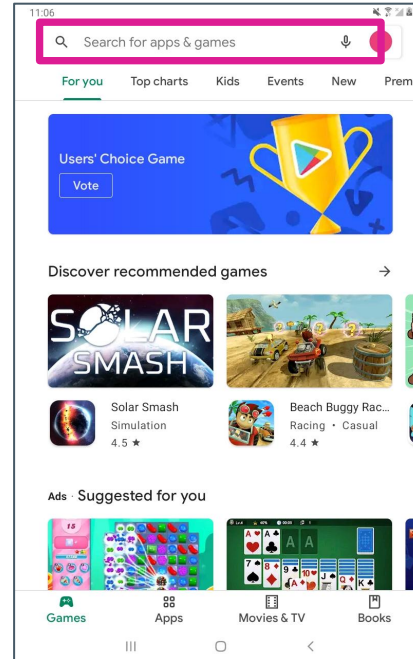 11:06
Search for apps & games
For you Top charts Kids Events New Prem
Users' Choice Game
Vote
Discover recommended games →
SOLAR
SMASH
Solar Smash
Simulation
4.5 ★
Beach Buggy Rac...
Racing • Casual
4.4 ★
Ads · Suggested for you
15
Games Apps Movies & TV Books